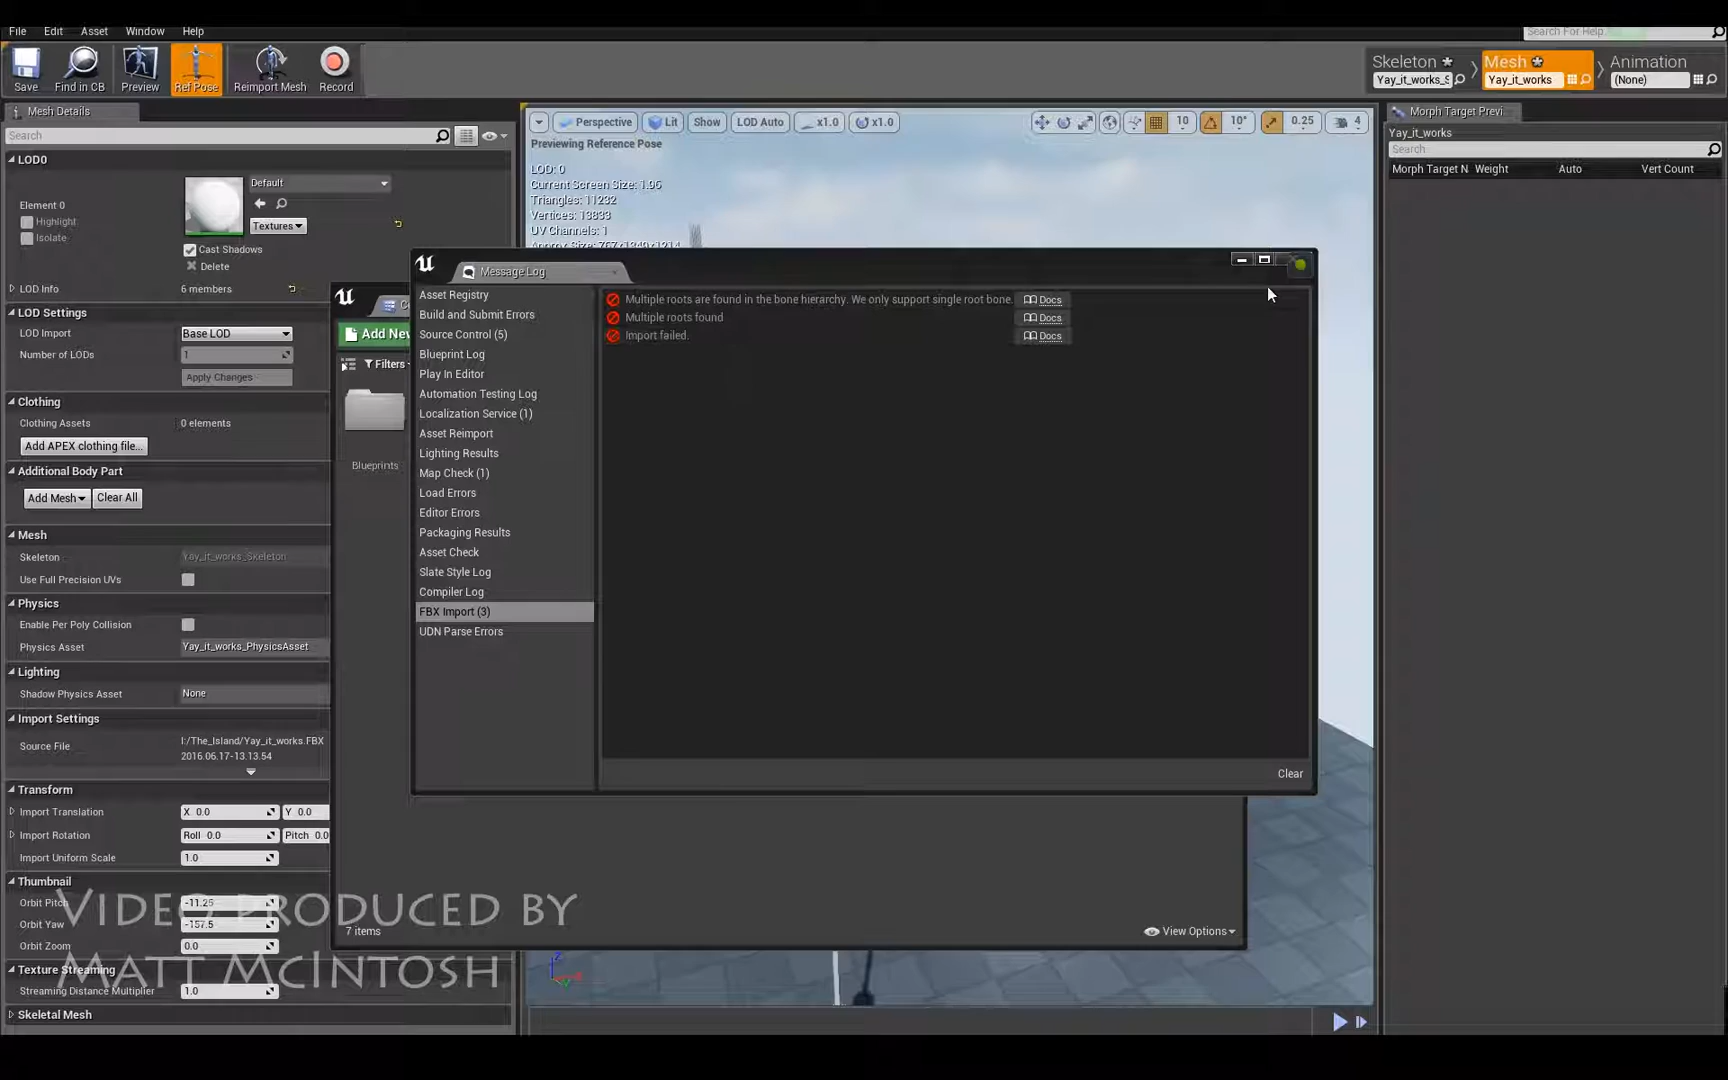 File Edit Asset Window Help
Search For Help
Save Find in CB Preview Ref Pose Reimport Mesh Record
Skeleton Mesh Animation
Yay_it_works_S Yay_it_works (None)
Mesh Details
Search
LOD0
Element 0
Highlight
Isolate
Default
Textures
Cast Shadows
Delete
LOD Info 6 members
LOD Settings
LOD Import Base LOD
Number of LODs 1
Apply Changes
Clothing
Clothing Assets 0 elements
Add APEX clothing file...
Additional Body Part
Add Mesh Clear All
Mesh
Skeleton Yay_it_works_Skeleton
Use Full Precision UVs
Physics
Enable Per Poly Collision
Physics Asset Yay_it_works_PhysicsAsset
Lighting
Shadow Physics Asset None
Import Settings
Source File I:/The_Island/Yay_it_works.FBX
2016.06.17-13.13.54
Transform
Import Translation X 0.0 Y 0.0
Import Rotation Roll 0.0 Pitch 0.0
Import Uniform Scale 1.0
Thumbnail
Orbit Pitch -11.25
Orbit Yaw -157.5
Orbit Zoom 0.0
Texture Streaming
Streaming Distance Multiplier 1.0
Skeletal Mesh
Video produced by
Matt McIntosh
Perspective Lit Show LOD Auto x1.0 x1.0 10 10° 0.25 4
Previewing Reference Pose
LOD: 0
Current Screen Size: 1.96
Triangles: 11232
Vertices: 13833
UV Channels: 1
Add New
Filters
Blueprints
7 items
View Options
Message Log
Asset Registry
Build and Submit Errors
Source Control (5)
Blueprint Log
Play In Editor
Automation Testing Log
Localization Service (1)
Asset Reimport
Lighting Results
Map Check (1)
Load Errors
Editor Errors
Packaging Results
Asset Check
Slate Style Log
Compiler Log
FBX Import (3)
UDN Parse Errors
Multiple roots are found in the bone hierarchy. We only support single root bone. Docs
Multiple roots found Docs
Import failed. Docs
Clear
Morph Target Previ
Yay_it_works
Search
Morph Target N Weight Auto Vert Count